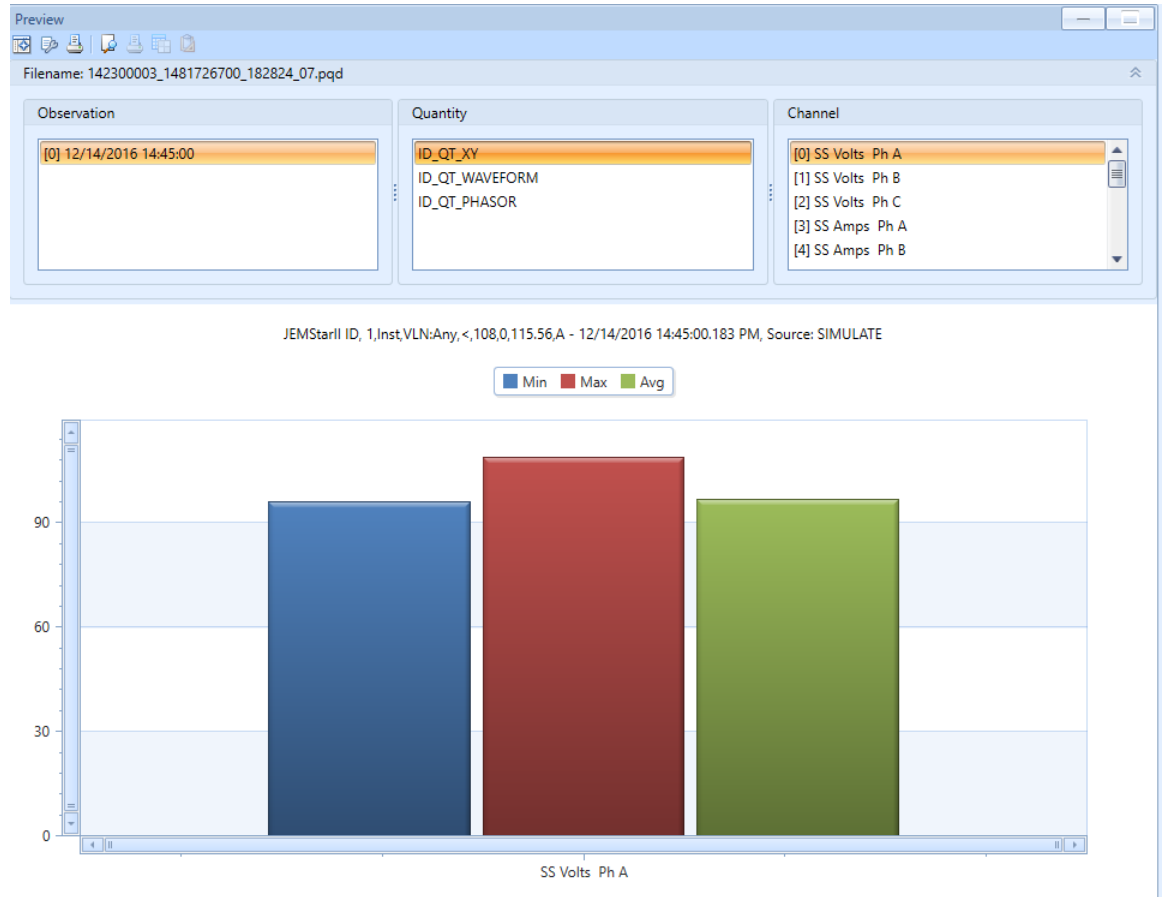 Preview
Filename: 142300003_1481726700_182824_07.pqd
Observation
[0] 12/14/2016 14:45:00
Quantity
ID_QT_XY
ID_QT_WAVEFORM
ID_QT_PHASOR
Channel
[0] SS Volts Ph A
[1] SS Volts Ph B
[2] SS Volts Ph C
[3] SS Amps Ph A
[4] SS Amps Ph B
JEMStarII ID, 1,Inst,VLN:Any,<,108,0,115.56,A - 12/14/2016 14:45:00.183 PM, Source: SIMULATE
Min Max Avg
90
60
30
0
SS Volts Ph A